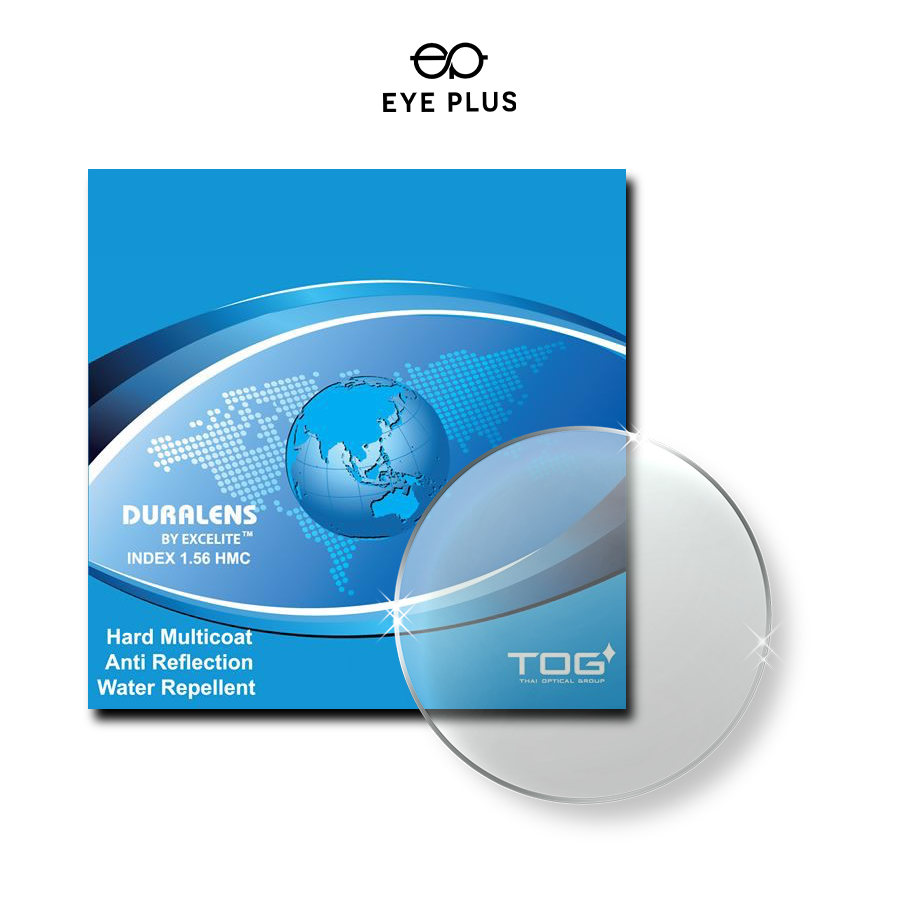 ep
EYE PLUS
DURALENS
BY EXCELITE™
INDEX 1.56 HMC
Hard Multicoat
Anti Reflection
Water Repellent
TOG
THAI OPTICAL GROUP